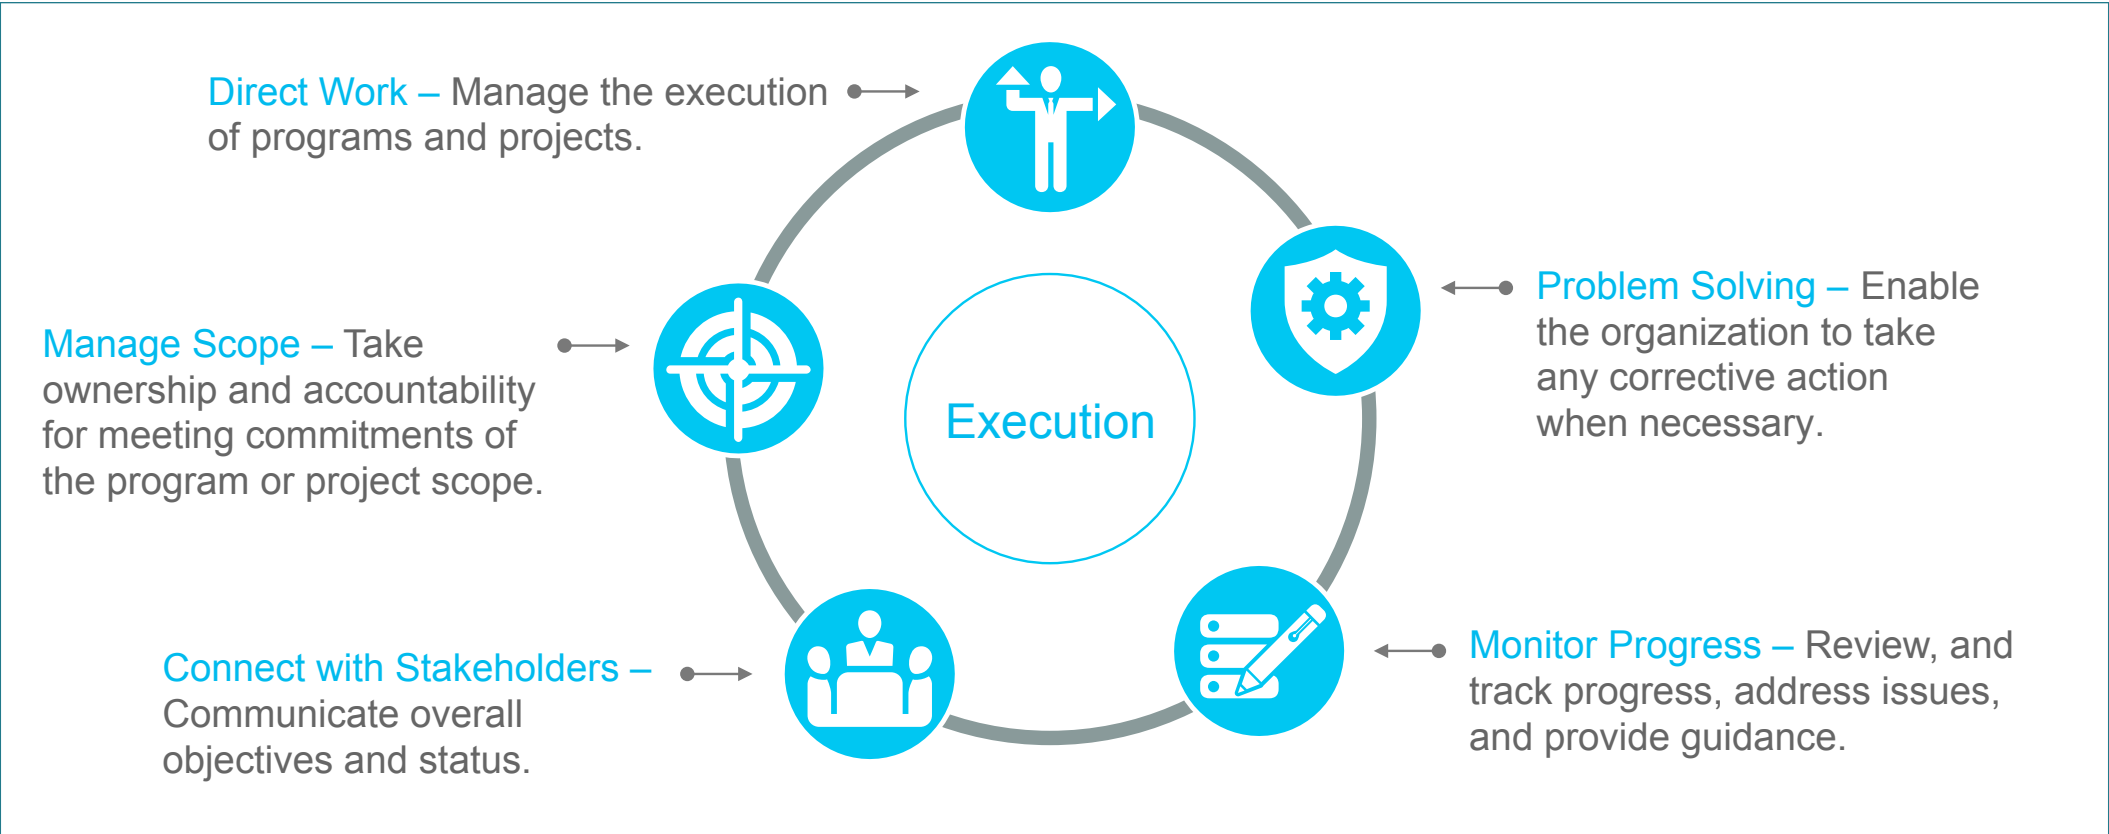 Direct Work – Manage the execution
of programs and projects.
Problem Solving – Enable
the organization to take
any corrective action
when necessary.
Manage Scope – Take
ownership and accountability
for meeting commitments of
the program or project scope.
Execution
Monitor Progress – Review, and
track progress, address issues,
and provide guidance.
Connect with Stakeholders –
Communicate overall
objectives and status.